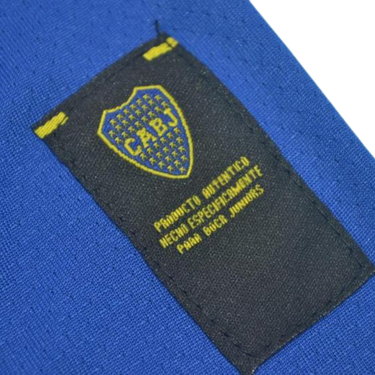 CABJ
PRODUCTO AUTENTICO
HECHO ESPECIFICAMENTE
PARA BOCA JUNIORS